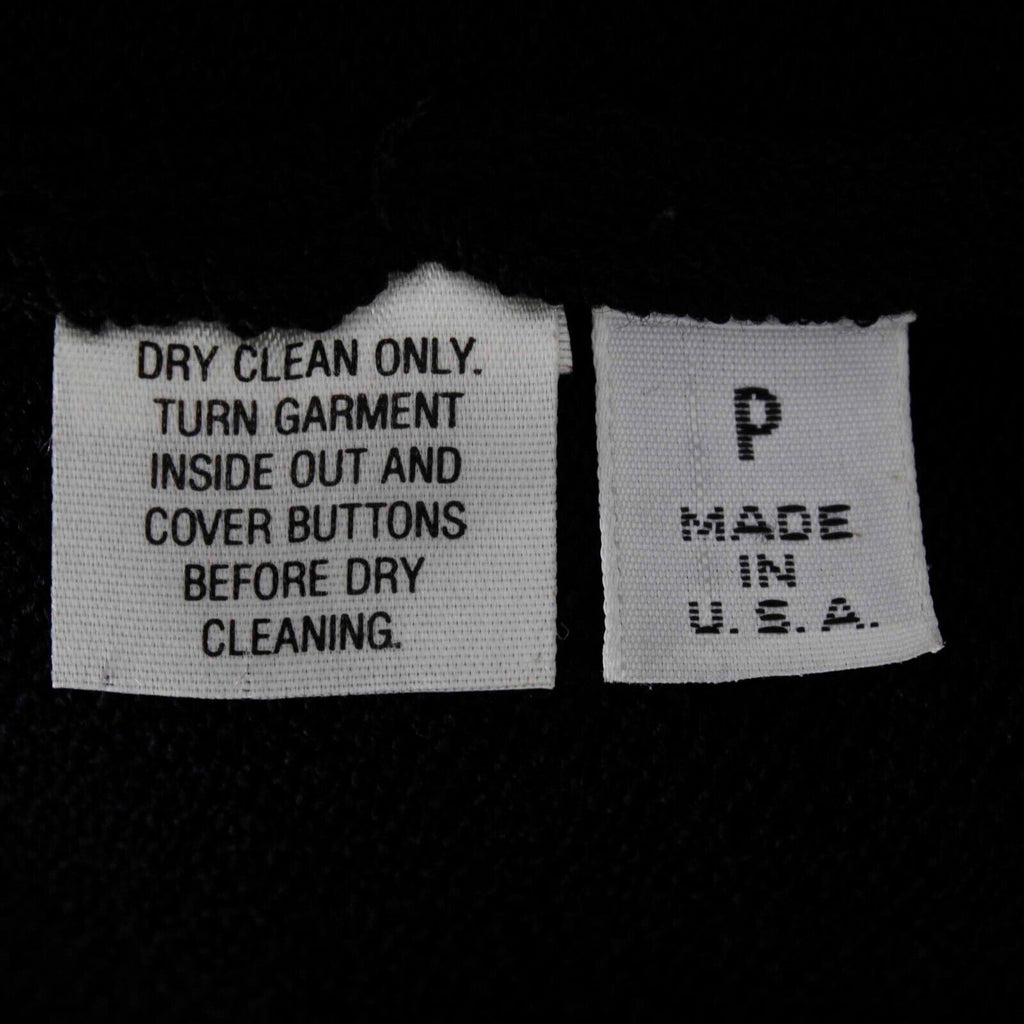 DRY CLEAN ONLY.
TURN GARMENT
INSIDE OUT AND
COVER BUTTONS
BEFORE DRY
CLEANING.
P
MADE
IN
U.S.A.